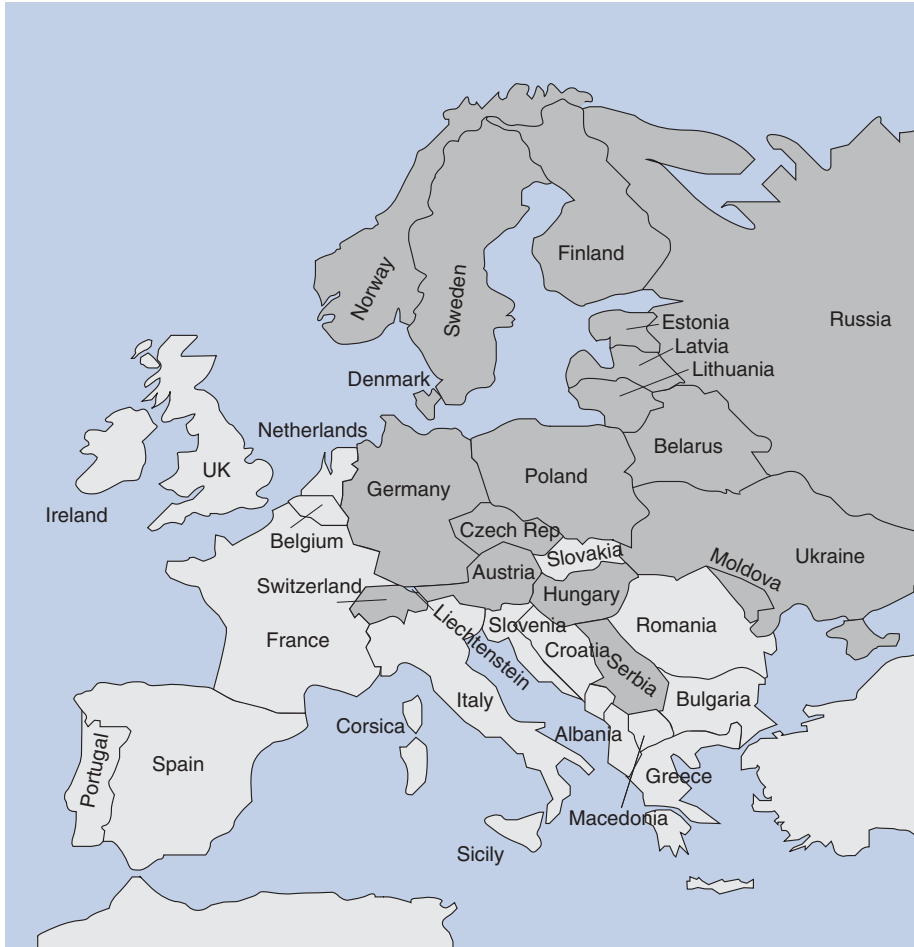 Norway
Sweden
Finland
Russia
Estonia
Latvia
Lithuania
Denmark
Netherlands
Belarus
UK
Ireland
Germany
Poland
Belgium
Czech Rep
Slovakia
Ukraine
Moldova
Switzerland
Austria
Hungary
France
Liechtenstein
Slovenia
Romania
Croatia
Serbia
Italy
Bulgaria
Corsica
Albania
Portugal
Spain
Greece
Macedonia
Sicily